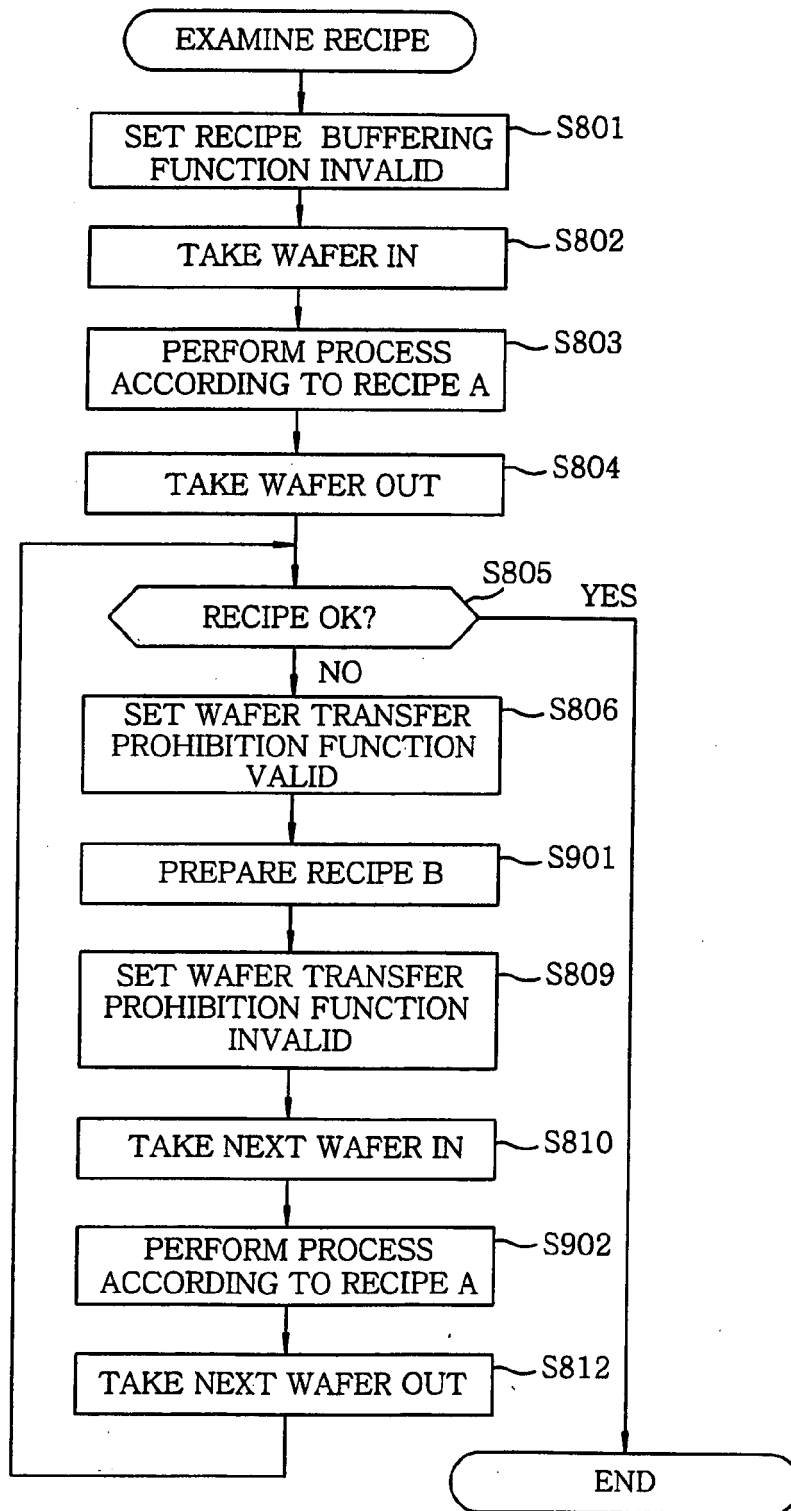 EXAMINE RECIPE
SET RECIPE BUFFERING
FUNCTION INVALID
S801
TAKE WAFER IN
S802
PERFORM PROCESS
ACCORDING TO RECIPE A
S803
TAKE WAFER OUT
S804
RECIPE OK?
S805
YES
NO
SET WAFER TRANSFER
PROHIBITION FUNCTION
VALID
S806
PREPARE RECIPE B
S901
SET WAFER TRANSFER
PROHIBITION FUNCTION
INVALID
S809
TAKE NEXT WAFER IN
S810
PERFORM PROCESS
ACCORDING TO RECIPE A
S902
TAKE NEXT WAFER OUT
S812
END